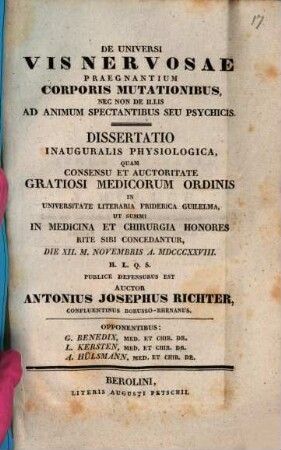 17
DE UNIVERSI
VIS NERVOSAE
PRAEGNANTIUM
CORPORIS MUTATIONIBUS,
NEC NON DE ILLIS
AD ANIMUM SPECTANTIBUS SEU PSYCHICIS.
DISSERTATIO
INAUGURALIS PHYSIOLOGICA,
QUAM
CONSENSU ET AUCTORITATE
GRATIOSI MEDICORUM ORDINIS
IN
UNIVERSITATE LITERARIA FRIDERICA GUILELMA,
UT SUMMI
IN MEDICINA ET CHIRURGIA HONORES
RITE SIBI CONCEDANTUR,
DIE XII. M. NOVEMBRIS A. MDCCCXXVIII.
H. L. Q. S.
PUBLICE DEFENSURUS EST
AUCTOR
ANTONIUS JOSEPHUS RICHTER,
CONFLUENTINUS BORUSSO-RHENANUS.
OPPONENTIBUS:
G. BENEDIX, MED. ET CHIR. DR.
L. KERSTEN, MED. ET CHIR. DR.
A. HÜLSMANN, MED. ET CHIR. DR.
BEROLINI,
LITERIS AUGUSTI PETSCHII.